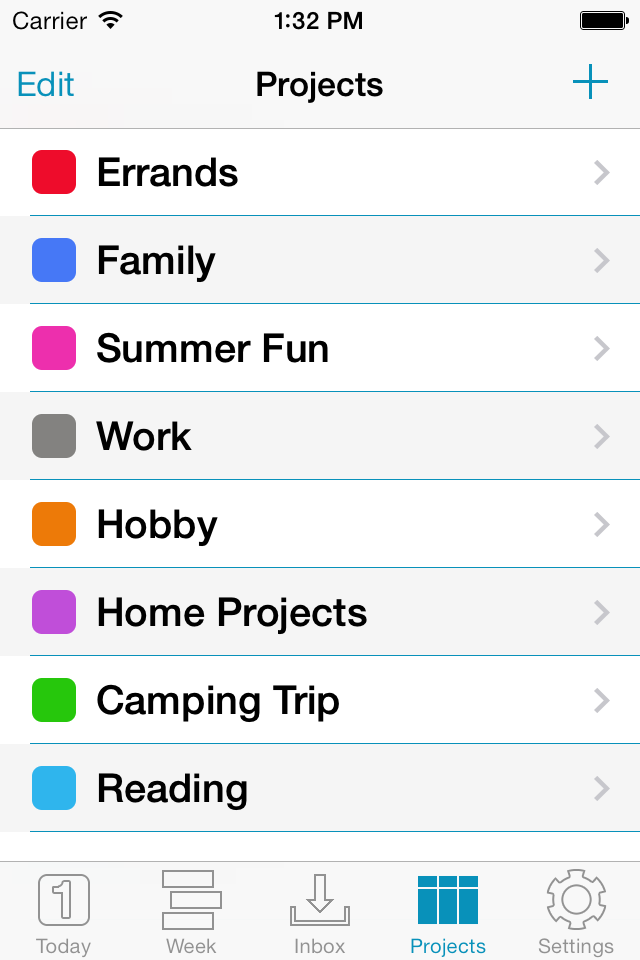 Carrier 1:32 PM
Edit Projects +
Errands
Family
Summer Fun
Work
Hobby
Home Projects
Camping Trip
Reading
1
Today Week Inbox Projects Settings